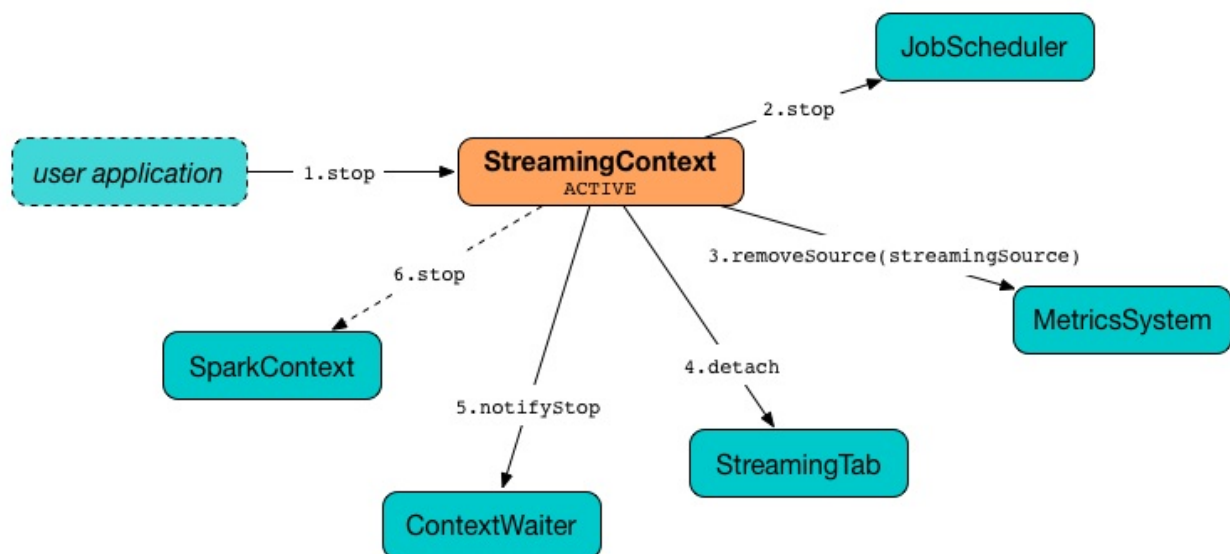 JobScheduler
2.stop
user application
1.stop
StreamingContext
ACTIVE
3.removeSource(streamingSource)
6.stop
MetricsSystem
SparkContext
4.detach
5.notifyStop
StreamingTab
ContextWaiter